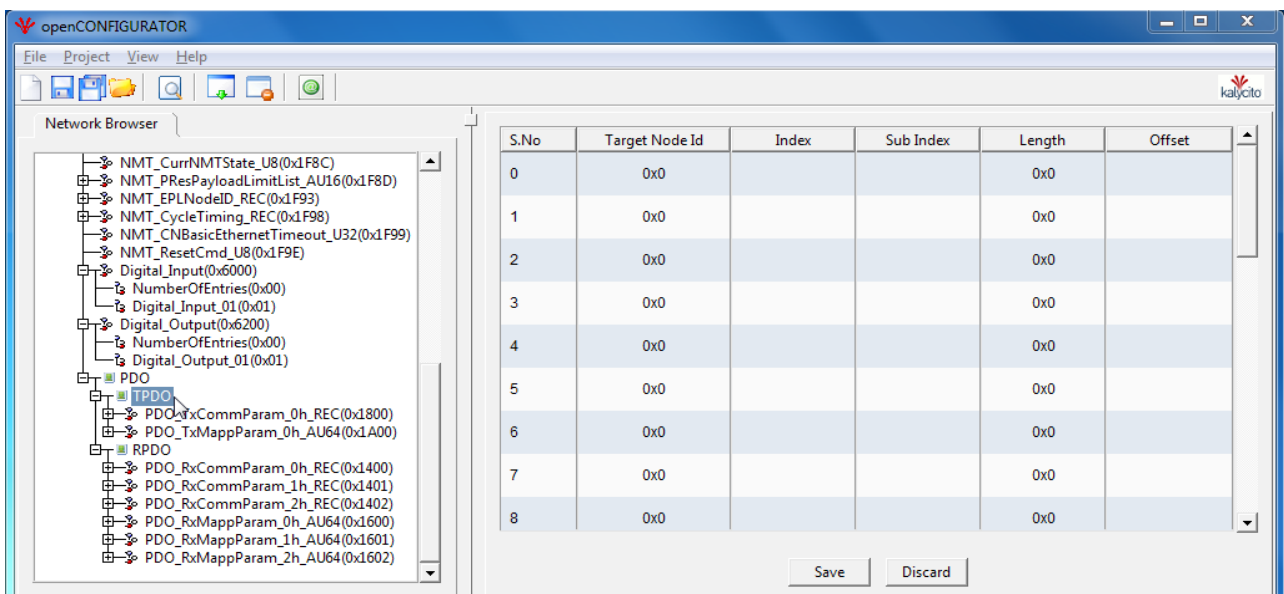 openCONFIGURATOR
File Project View Help
kalycito
Network Browser
NMT_CurrNMTState_U8(0x1F8C)
NMT_PResPayloadLimitList_AU16(0x1F8D)
NMT_EPLNodeID_REC(0x1F93)
NMT_CycleTiming_REC(0x1F98)
NMT_CNBasicEthernetTimeout_U32(0x1F99)
NMT_ResetCmd_U8(0x1F9E)
Digital_Input(0x6000)
NumberOfEntries(0x00)
Digital_Input_01(0x01)
Digital_Output(0x6200)
NumberOfEntries(0x00)
Digital_Output_01(0x01)
PDO
TPDO
PDO_TxCommParam_0h_REC(0x1800)
PDO_TxMappParam_0h_AU64(0x1A00)
RPDO
PDO_RxCommParam_0h_REC(0x1400)
PDO_RxCommParam_1h_REC(0x1401)
PDO_RxCommParam_2h_REC(0x1402)
PDO_RxMappParam_0h_AU64(0x1600)
PDO_RxMappParam_1h_AU64(0x1601)
PDO_RxMappParam_2h_AU64(0x1602)
S.No Target Node Id Index Sub Index Length Offset
0 0x0 0x0
1 0x0 0x0
2 0x0 0x0
3 0x0 0x0
4 0x0 0x0
5 0x0 0x0
6 0x0 0x0
7 0x0 0x0
8 0x0 0x0
Save Discard